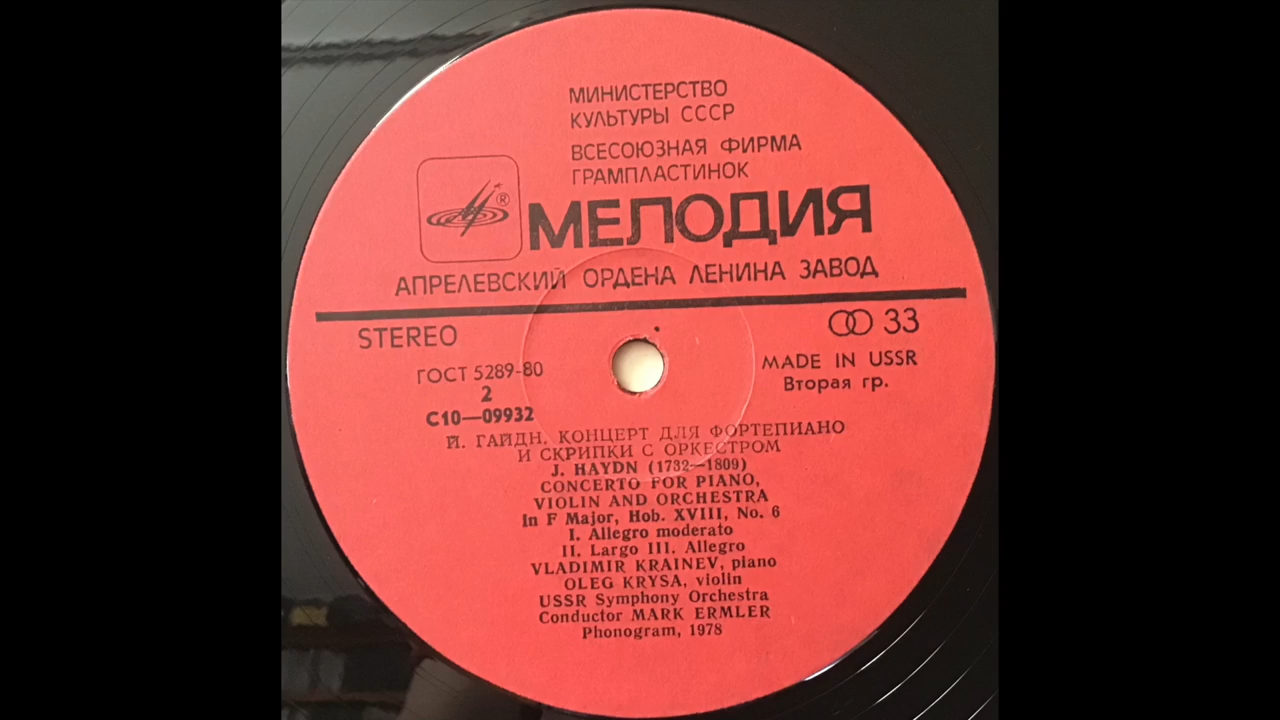 МИНИСТЕРСТВО
КУЛЬТУРЫ СССР
ВСЕСОЮЗНАЯ ФИРМА
ГРАМПЛАСТИНОК
®
МЕЛОДИЯ
АПРЕЛЕВСКИЙ ОРДЕНА ЛЕНИНА ЗАВОД
STEREO
33
ГОСТ 5289-80
MADE IN USSR
2
Вторая гр.
С10—09932
Й. ГАЙДН. КОНЦЕРТ ДЛЯ ФОРТЕПИАНО
И СКРИПКИ С ОРКЕСТРОМ
J. HAYDN (1732—1809)
CONCERTO FOR PIANO,
VIOLIN AND ORCHESTRA
In F Major, Hob. XVIII, No. 6
I. Allegro moderato
II. Largo III. Allegro
VLADIMIR KRAINEV, piano
OLEG KRYSA, violin
USSR Symphony Orchestra
Conductor MARK ERMLER
Phonogram, 1978